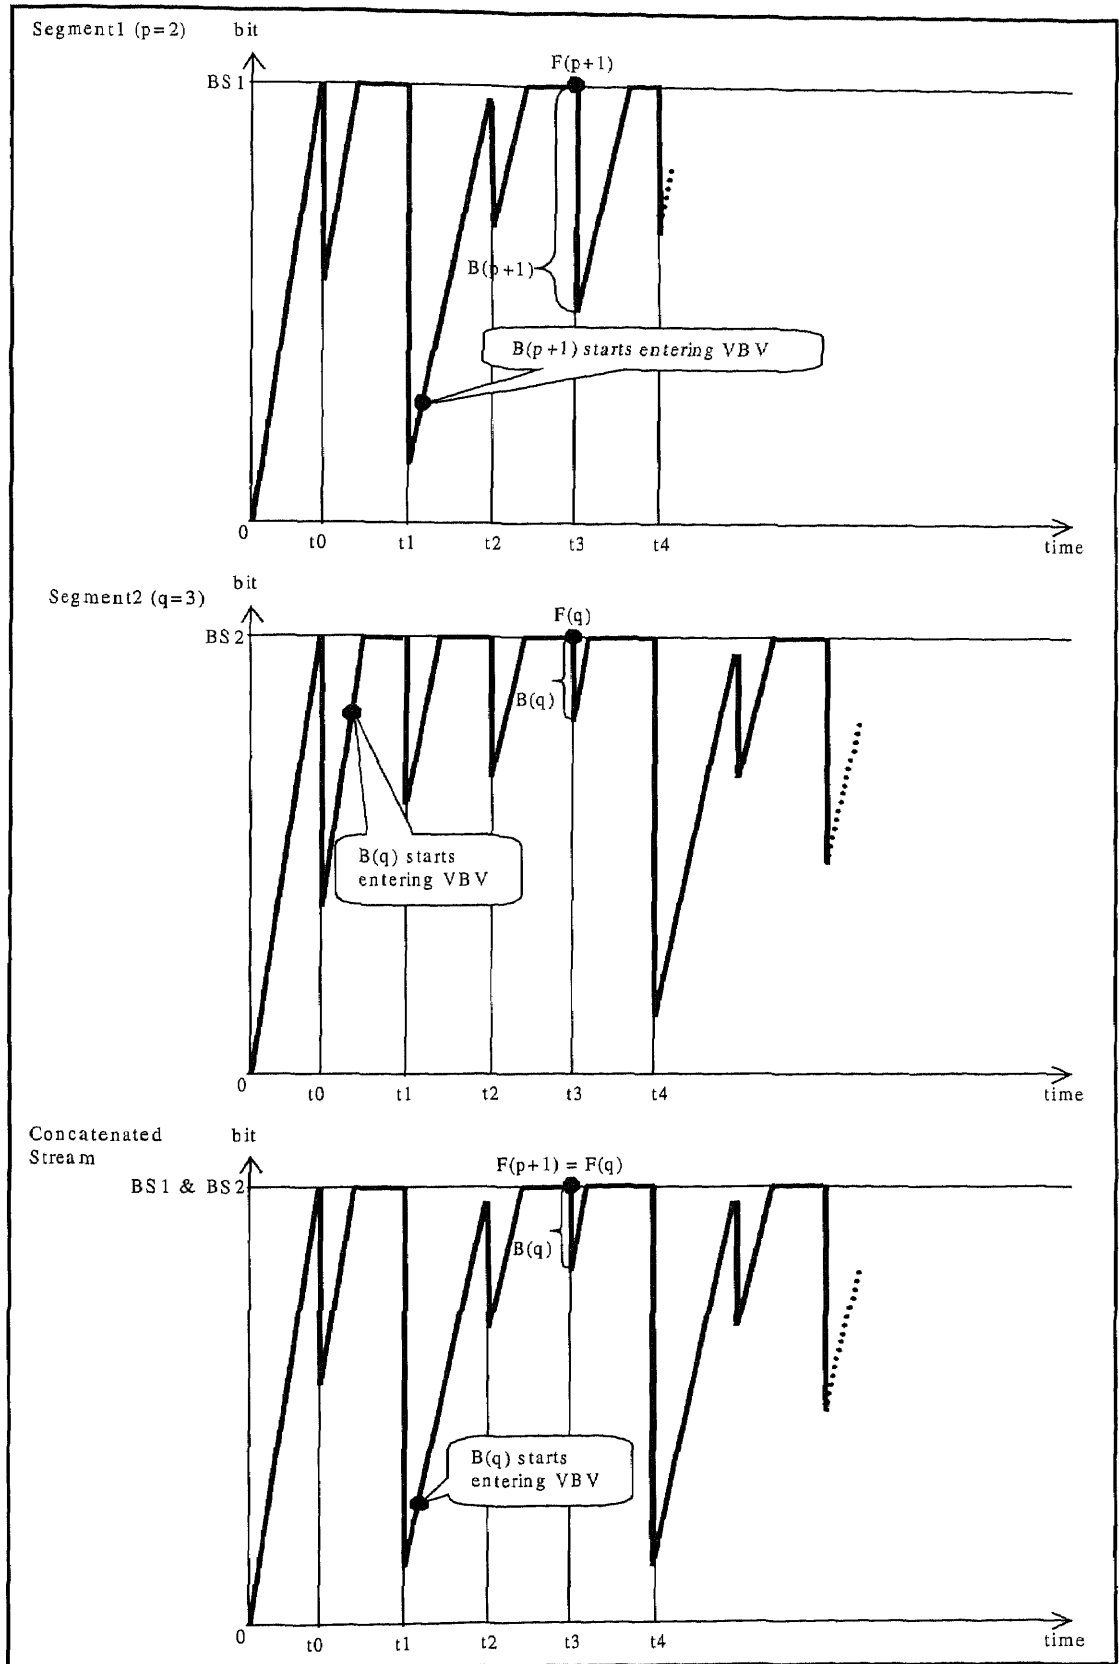 Segment1 (p=2) bit
F(p+1)
BS1
B(p+1)
B(p+1) starts entering VBV
0 t0 t1 t2 t3 t4 time
bit
Segment2 (q=3)
F(q)
BS2
B(q)
B(q) starts
entering VBV
0 t0 t1 t2 t3 t4 time
Concatenated bit
Stream
F(p+1) = F(q)
BS1 & BS2
B(q)
B(q) starts
entering VBV
0 t0 t1 t2 t3 t4 time